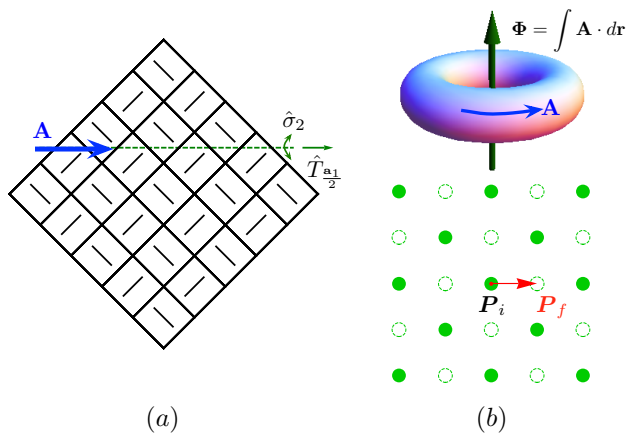 Φ = ∫ A · dr
A
σ̂₂
T̂_{a₁/2}
A
P_i
P_f
(a)
(b)